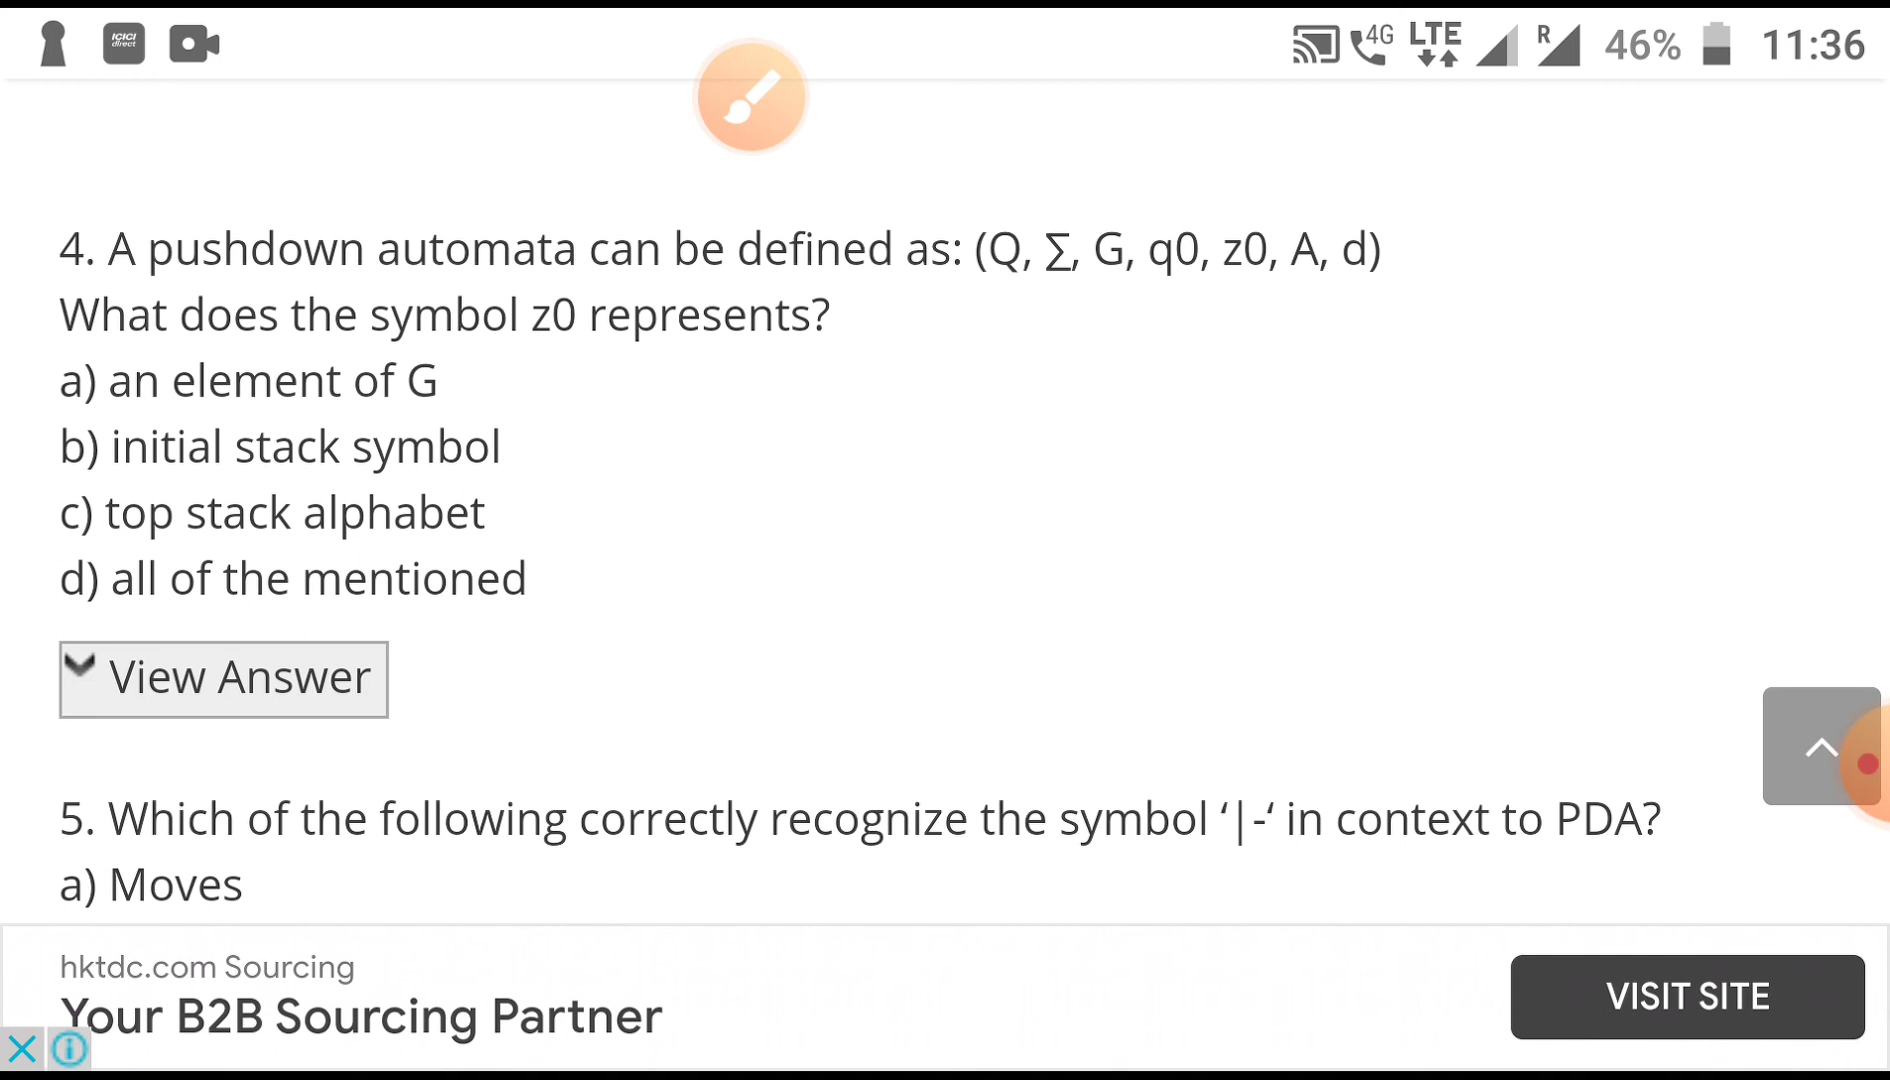 ICICI direct
4G LTE R 46% 11:36
4. A pushdown automata can be defined as: (Q, ∑, G, q0, z0, A, d)
What does the symbol z0 represents?
a) an element of G
b) initial stack symbol
c) top stack alphabet
d) all of the mentioned
View Answer
5. Which of the following correctly recognize the symbol ‘|-‘ in context to PDA?
a) Moves
hktdc.com Sourcing
Your B2B Sourcing Partner
VISIT SITE